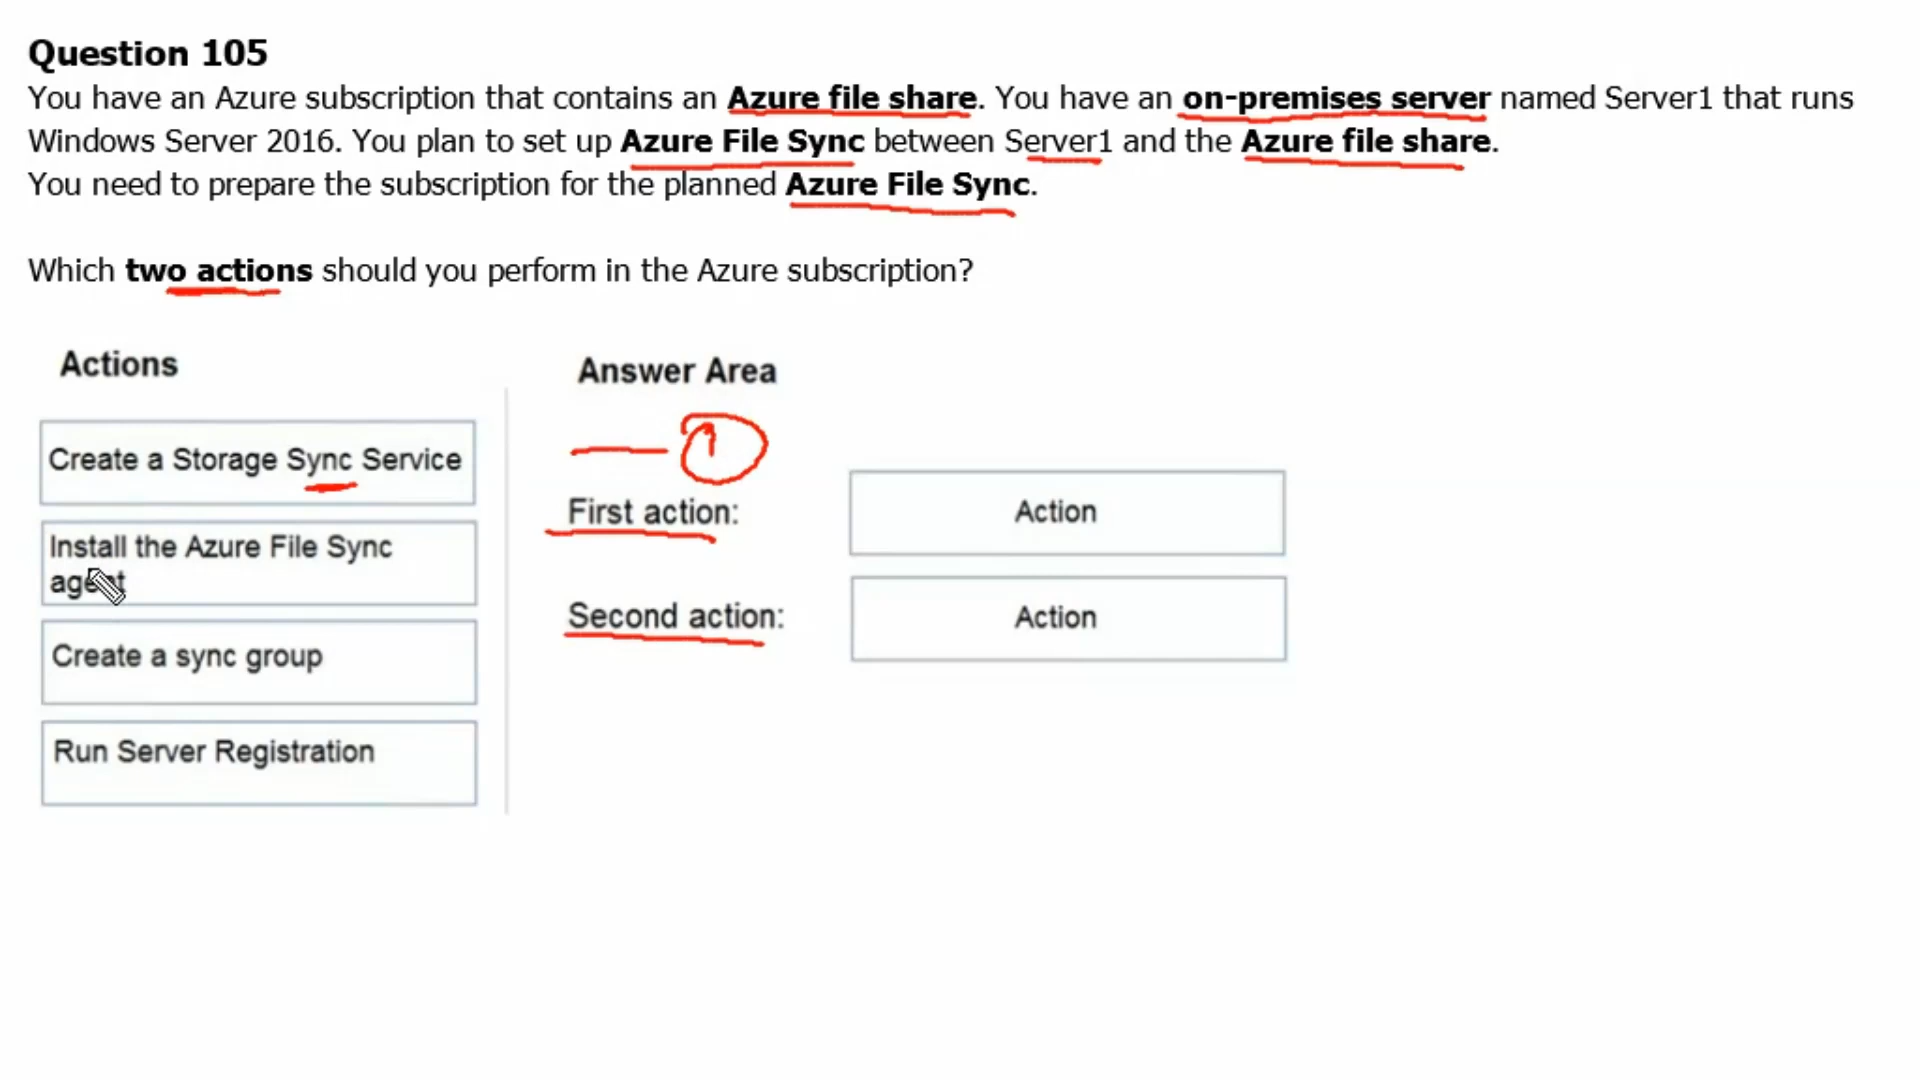 Question 105
You have an Azure subscription that contains an Azure file share. You have an on-premises server named Server1 that runs
Windows Server 2016. You plan to set up Azure File Sync between Server1 and the Azure file share.
You need to prepare the subscription for the planned Azure File Sync.
Which two actions should you perform in the Azure subscription?
Actions
Create a Storage Sync Service
Install the Azure File Sync
agent
Create a sync group
Run Server Registration
Answer Area
1
First action:
Action
Second action:
Action